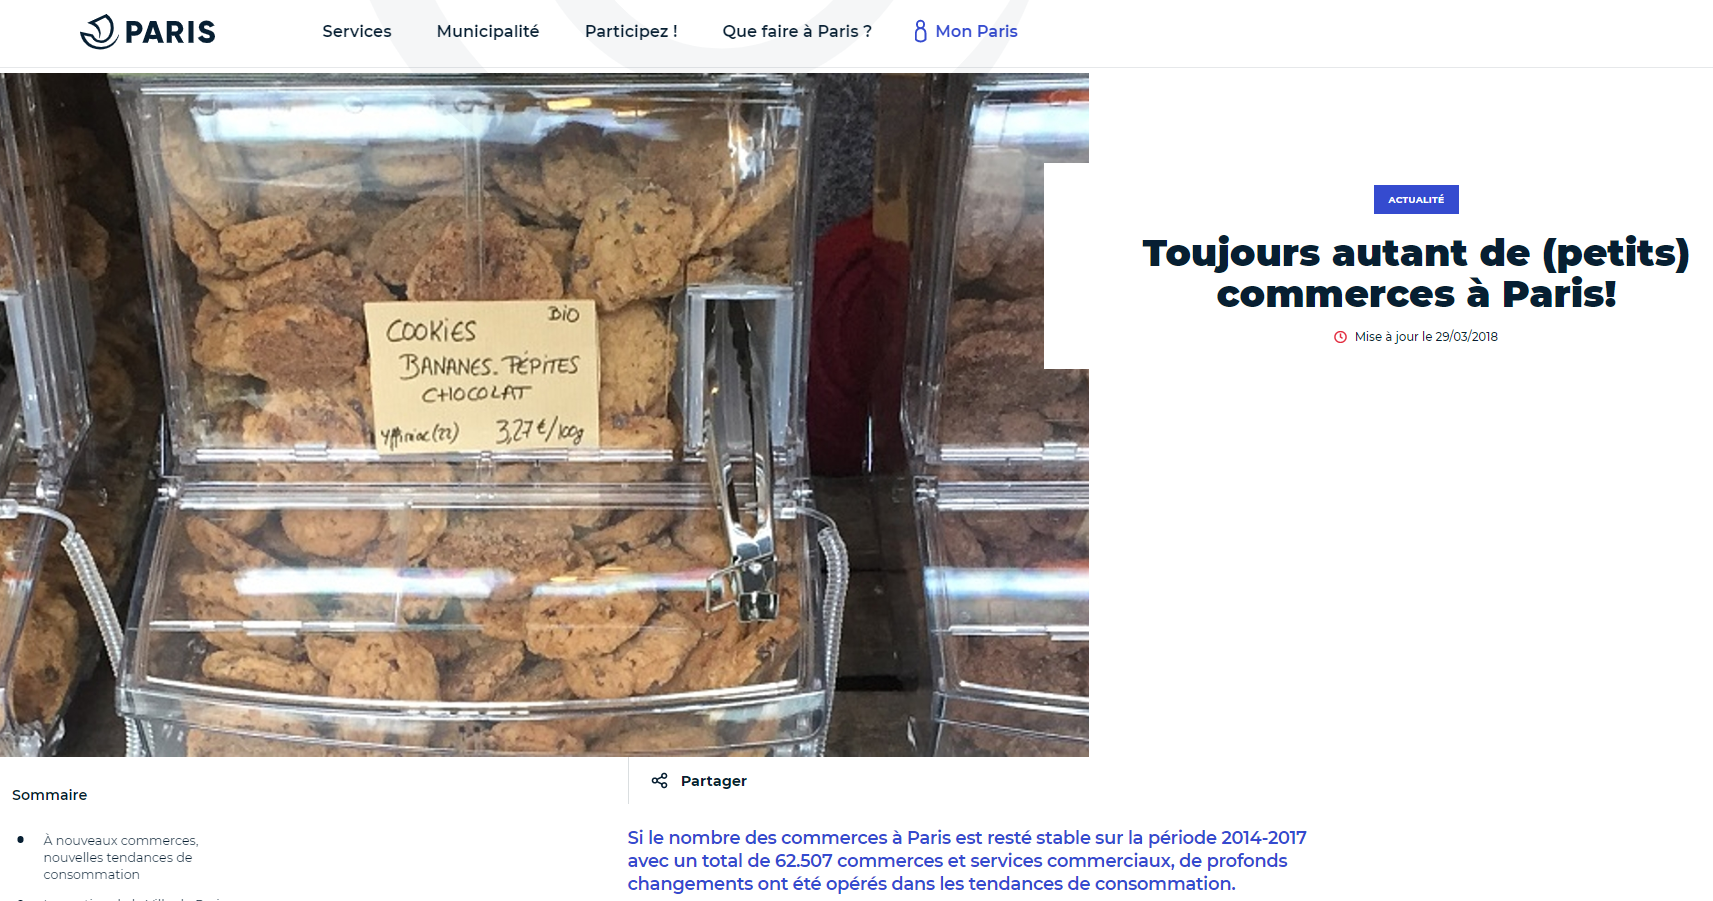 PARIS
Services
Municipalité
Participez !
Que faire à Paris ?
Mon Paris
BIO
COOKIES
BANANES. PÉPITES
CHOCOLAT
Yffiniac (22) 3,27 €/100g
ACTUALITÉ
Toujours autant de (petits)
commerces à Paris!
Mise à jour le 29/03/2018
Sommaire
À nouveaux commerces,
nouvelles tendances de
consommation
Partager
Si le nombre des commerces à Paris est resté stable sur la période 2014-2017
avec un total de 62.507 commerces et services commerciaux, de profonds
changements ont été opérés dans les tendances de consommation.